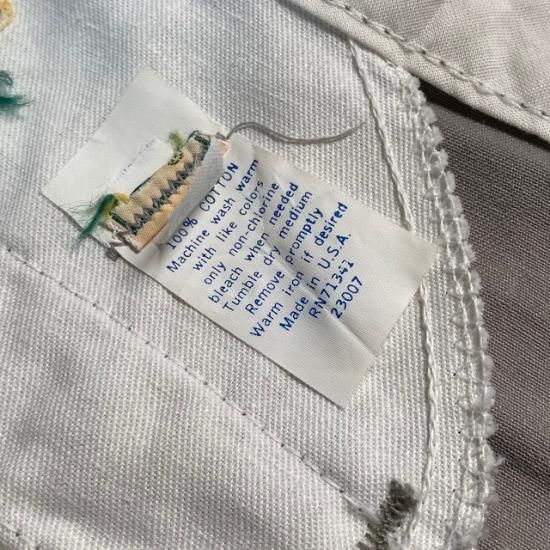 100% COTTON
Machine wash warm
with like colors
only non-chlorine
bleach when needed
Tumble dry medium
Remove promptly
Warm iron if desired
Made in U.S.A.
RN71341
23007